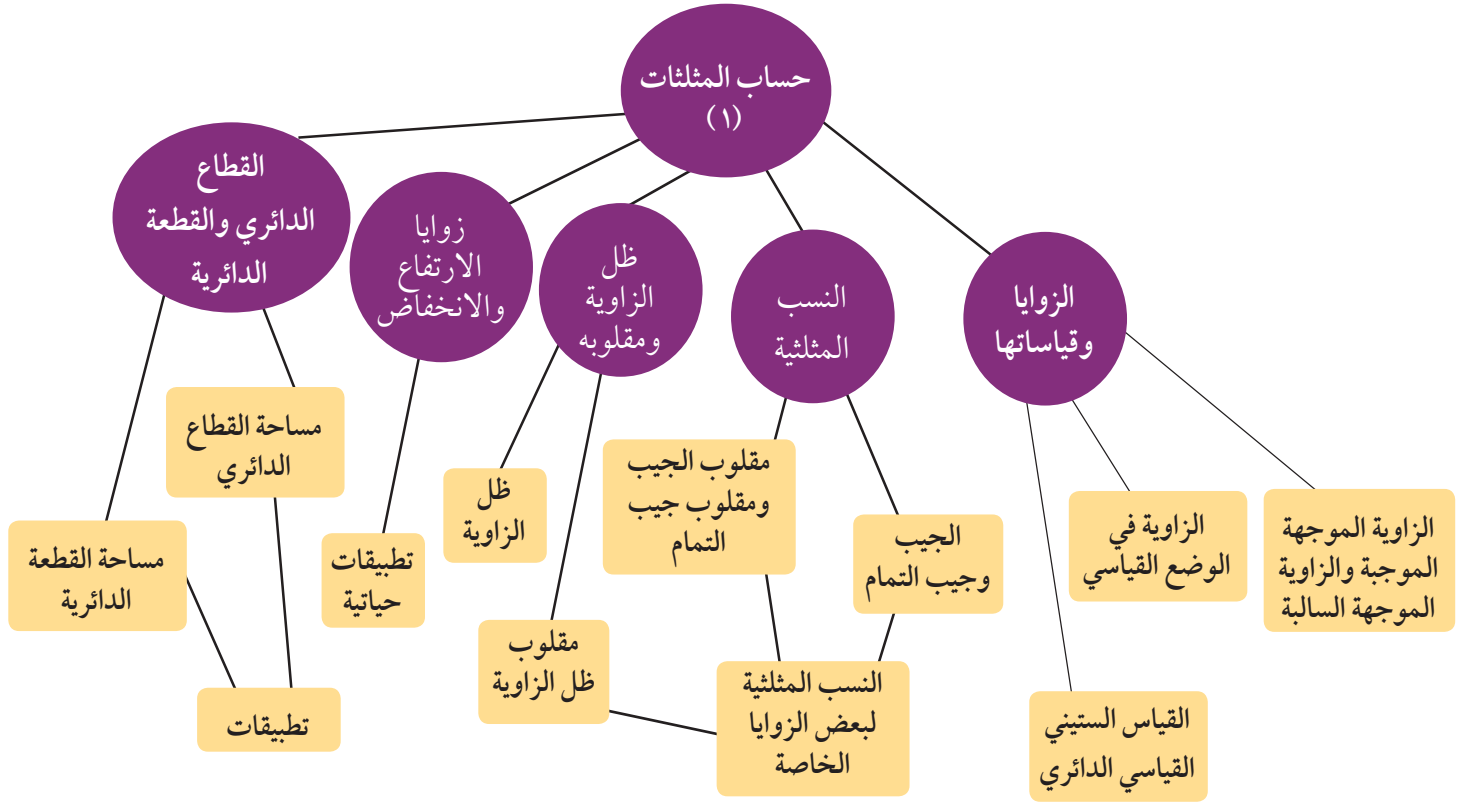 حساب المثلثات
(١)
الزوايا
وقياساتها
النسب
المثلثية
ظل
الزاوية
ومقلوبه
زوايا
الارتفاع
والانخفاض
القطاع
الدائري والقطعة
الدائرية
الزاوية الموجهة
الموجبة والزاوية
الموجهة السالبة
الزاوية في
الوضع القياسي
القياس الستيني
القياسي الدائري
الجيب
وجيب التمام
مقلوب الجيب
ومقلوب جيب
التمام
النسب المثلثية
لبعض الزوايا
الخاصة
ظل
الزاوية
مقلوب
ظل الزاوية
تطبيقات
حياتية
مساحة القطاع
الدائري
مساحة القطعة
الدائرية
تطبيقات